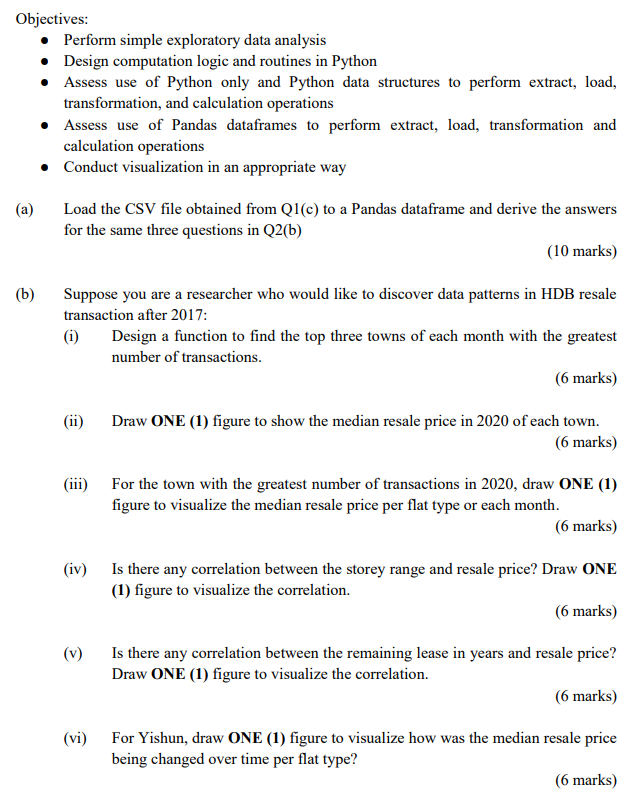 Objectives:
● Perform simple exploratory data analysis
● Design computation logic and routines in Python
● Assess use of Python only and Python data structures to perform extract, load,
transformation, and calculation operations
● Assess use of Pandas dataframes to perform extract, load, transformation and
calculation operations
● Conduct visualization in an appropriate way
(a) Load the CSV file obtained from Q1(c) to a Pandas dataframe and derive the answers
for the same three questions in Q2(b)
(10 marks)
(b) Suppose you are a researcher who would like to discover data patterns in HDB resale
transaction after 2017:
(i) Design a function to find the top three towns of each month with the greatest
number of transactions.
(6 marks)
(ii) Draw ONE (1) figure to show the median resale price in 2020 of each town.
(6 marks)
(iii) For the town with the greatest number of transactions in 2020, draw ONE (1)
figure to visualize the median resale price per flat type or each month.
(6 marks)
(iv) Is there any correlation between the storey range and resale price? Draw ONE
(1) figure to visualize the correlation.
(6 marks)
(v) Is there any correlation between the remaining lease in years and resale price?
Draw ONE (1) figure to visualize the correlation.
(6 marks)
(vi) For Yishun, draw ONE (1) figure to visualize how was the median resale price
being changed over time per flat type?
(6 marks)